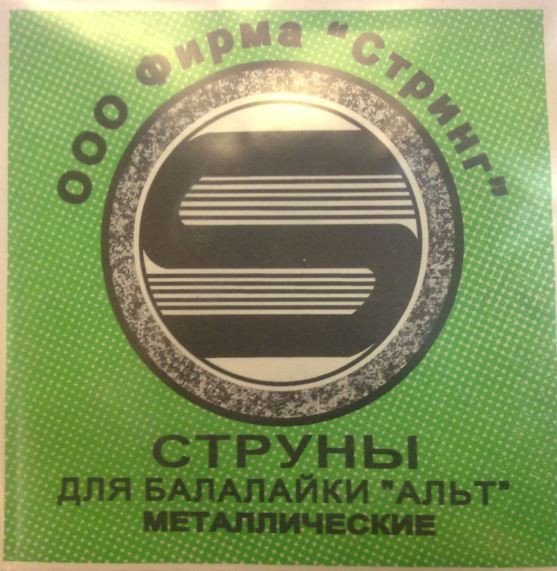 ООО Фирма "Стринг"
СТРУНЫ
ДЛЯ БАЛАЛАЙКИ "АЛЬТ"
МЕТАЛЛИЧЕСКИЕ